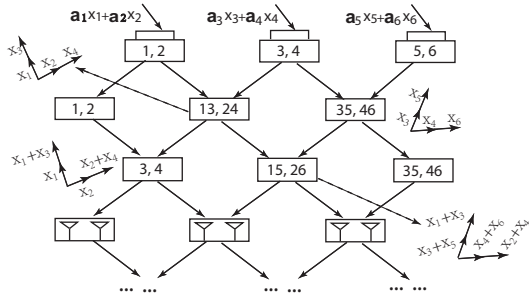 a₁x₁+a₂x₂
a₃x₃+a₄x₄
a₅x₅+a₆x₆
1, 2
3, 4
5, 6
x₃
x₁
x₂
x₄
1, 2
13, 24
35, 46
x₅
x₃
x₄
x₆
x₁+x₃
x₁
x₂+x₄
x₂
3, 4
15, 26
35, 46
x₁+x₃
x₃+x₅
x₄+x₆
x₂+x₄
... ...
... ...
... ...